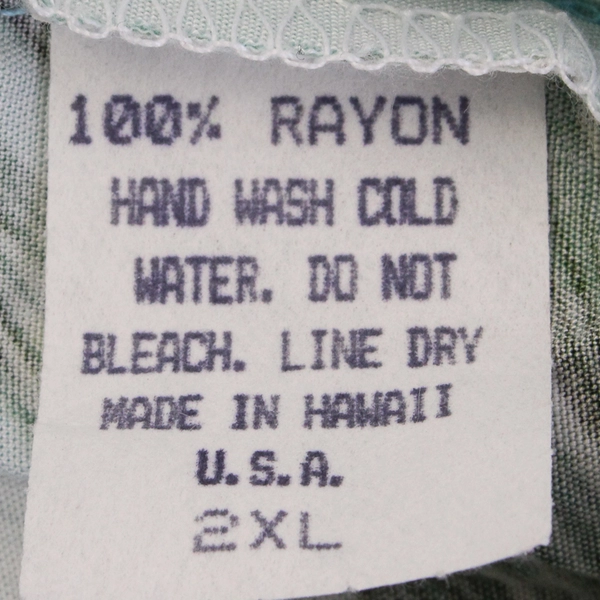 100% RAYON
HAND WASH COLD
WATER. DO NOT
BLEACH. LINE DRY
MADE IN HAWAII
U.S.A.
2XL